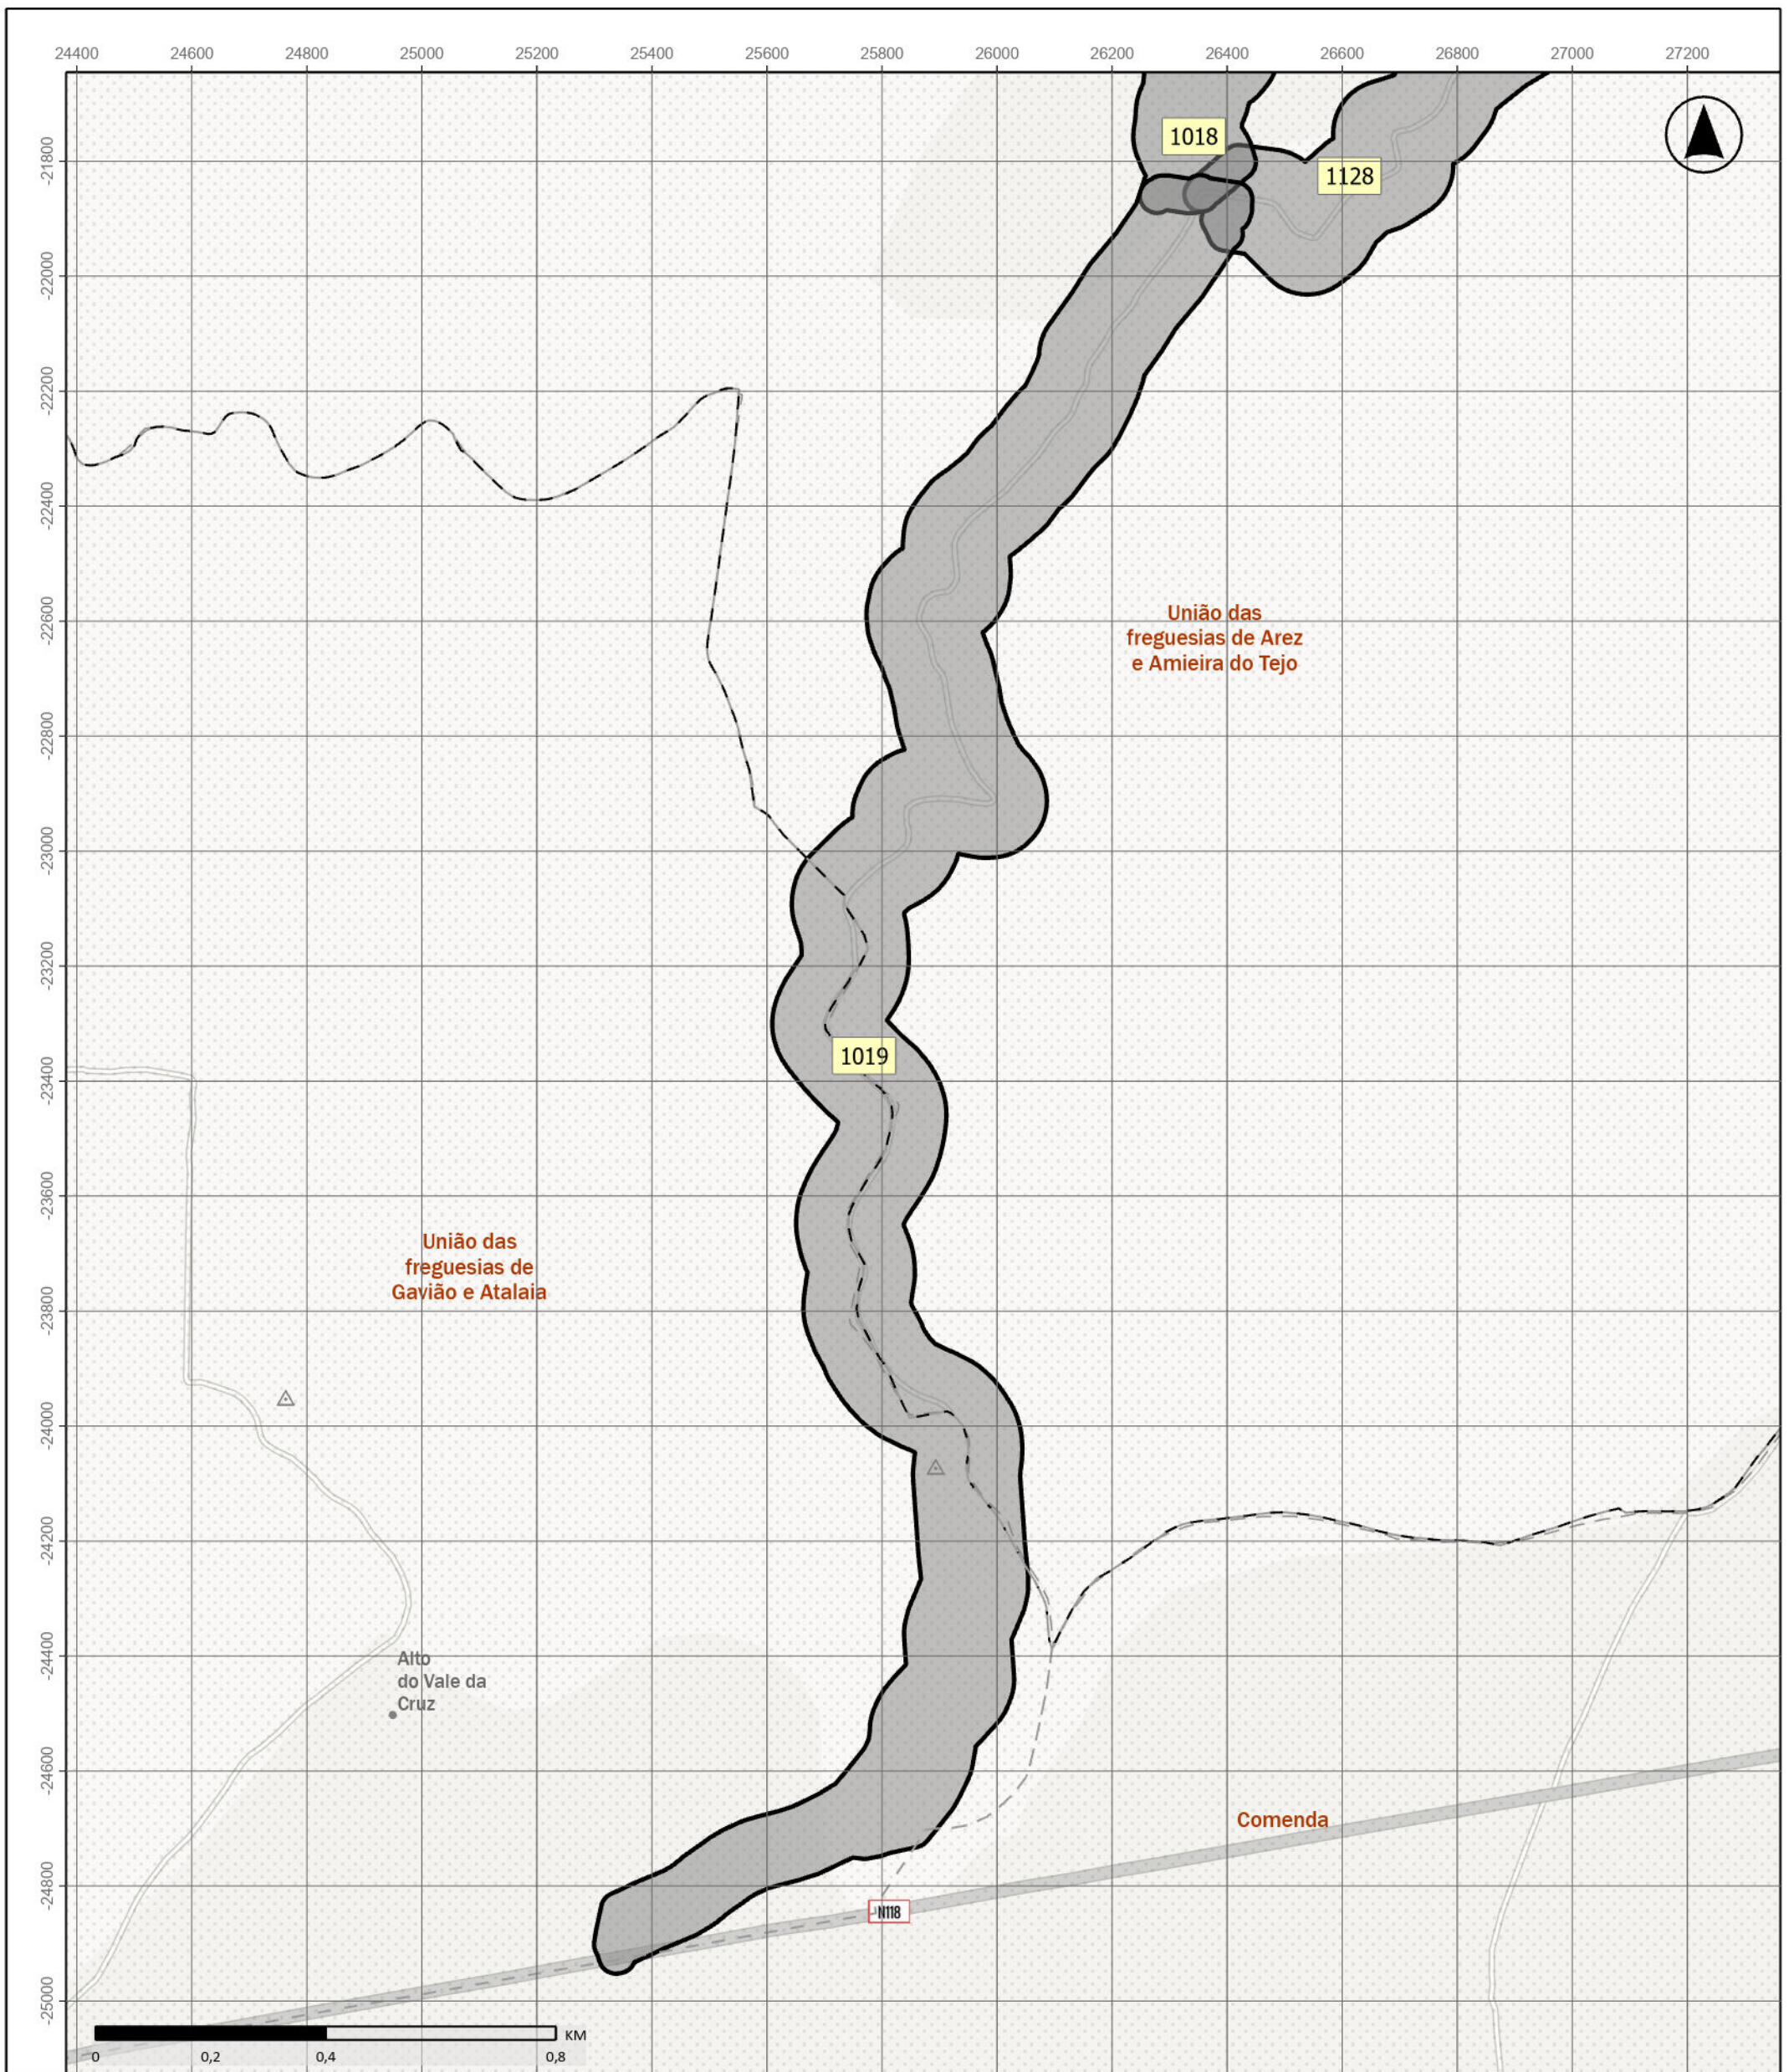 24400 24600 24800 25000 25200 25400 25600 25800 26000 26200 26400 26600 26800 27000 27200
1018
1128
-21800
-22000
-22200
-22400
-22600
-22800
-23000
-23200
-23400
-23600
-23800
-24000
-24200
-24400
-24600
-24800
-25000
União das
freguesias de Arez
e Amieira do Tejo
1019
União das
freguesias de
Gavião e Atalaia
Alto
do Vale da
Cruz
Comenda
N118
KM
0 0,2 0,4 0,8